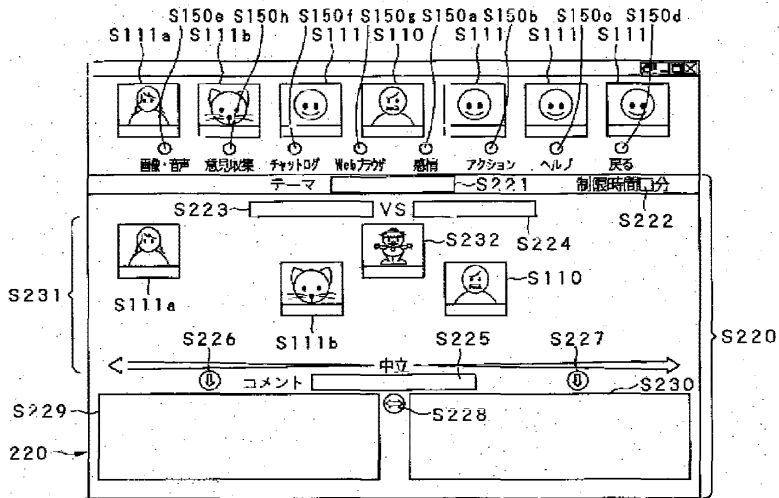 S150e S150h S150f S150g S150a S150b S150c S150d
S111a S111b S111 S110 S111 S111 S111
画像・音声 意見収集 チャットログ Webブラウザ 感情 アクション ヘルプ 戻る
テーマ S221 制限時間 分
S222
S223 VS S224
S232
S231 S111a S111b S110 S220
S226 S225 S227
中立
コメント S230
S229 S228
220